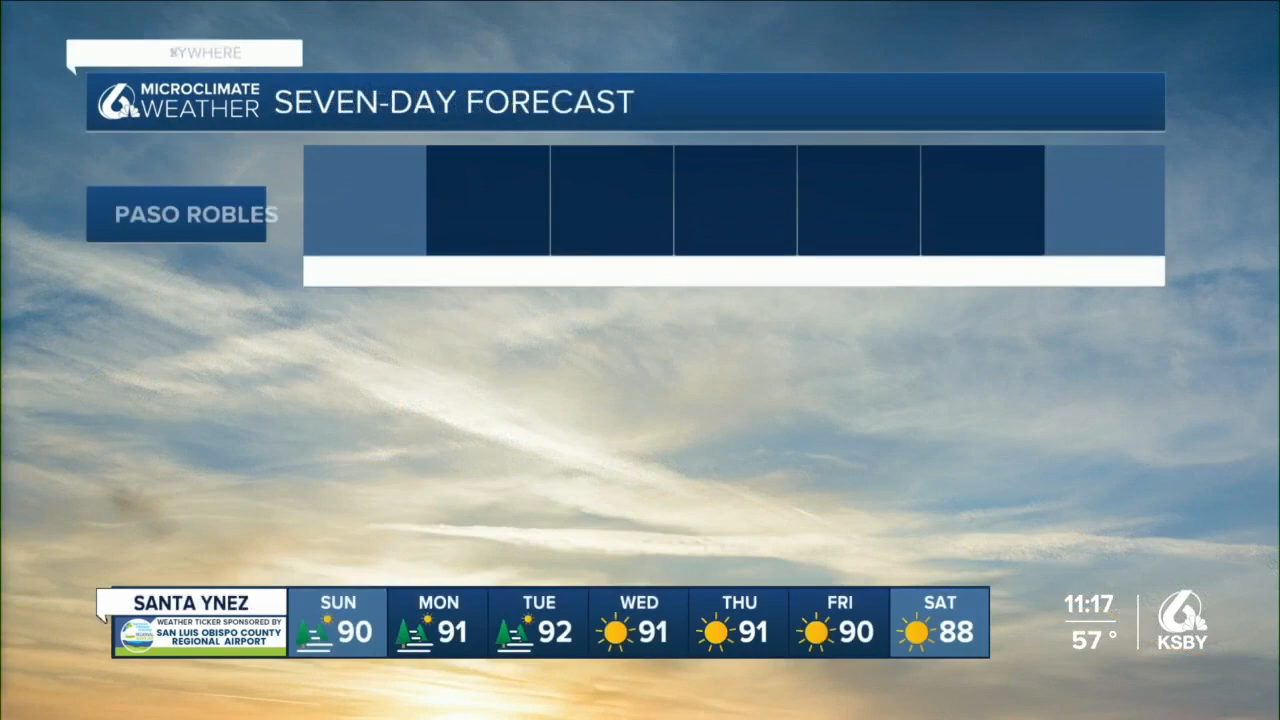 MICROCLIMATE
WEATHER
SEVEN-DAY FORECAST
PASO ROBLES
SANTA YNEZ
WEATHER TICKER SPONSORED BY
SAN LUIS OBISPO COUNTY
REGIONAL AIRPORT
SUN
90
MON
91
TUE
92
WED
91
THU
91
FRI
90
SAT
88
11:17
57 °
KSBY